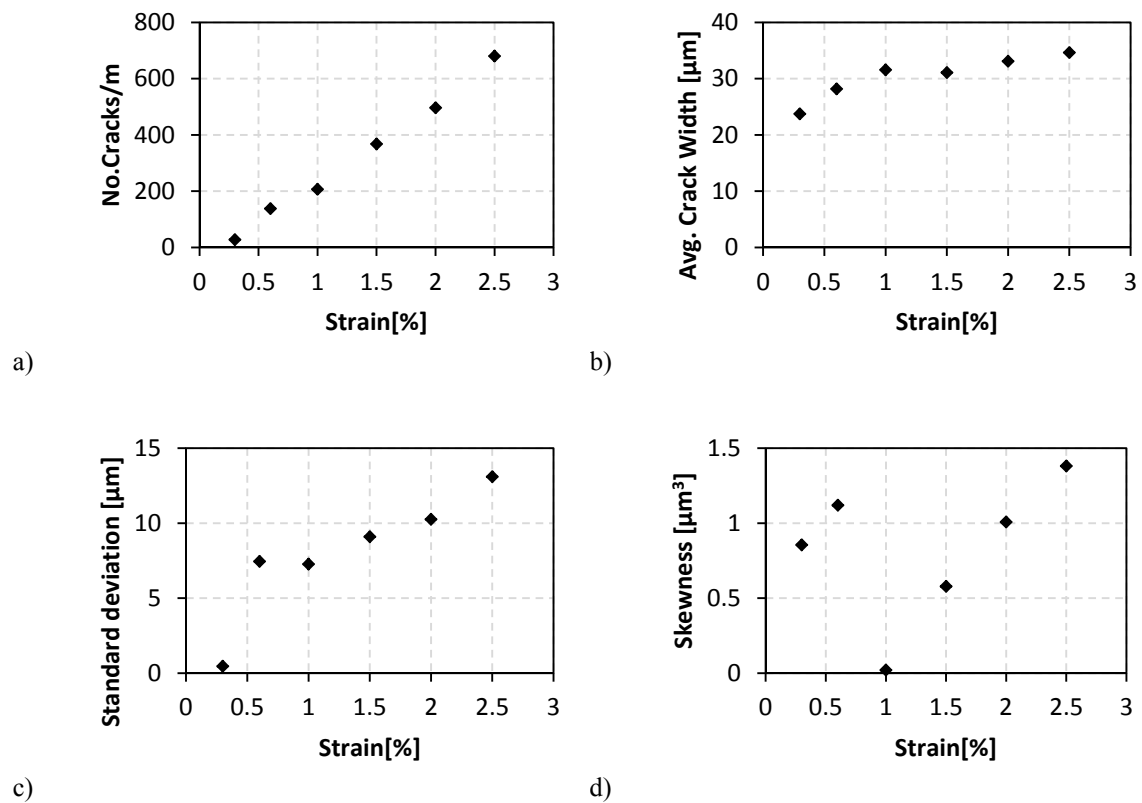 800
600
400
200
0
No.Cracks/m
0 0.5 1 1.5 2 2.5 3
Strain[%]
a)
40
30
20
10
0
Avg. Crack Width [µm]
0 0.5 1 1.5 2 2.5 3
Strain[%]
b)
15
10
5
0
Standard deviation [µm]
0 0.5 1 1.5 2 2.5 3
Strain[%]
c)
1.5
1
0.5
0
Skewness [µm³]
0 0.5 1 1.5 2 2.5 3
Strain[%]
d)